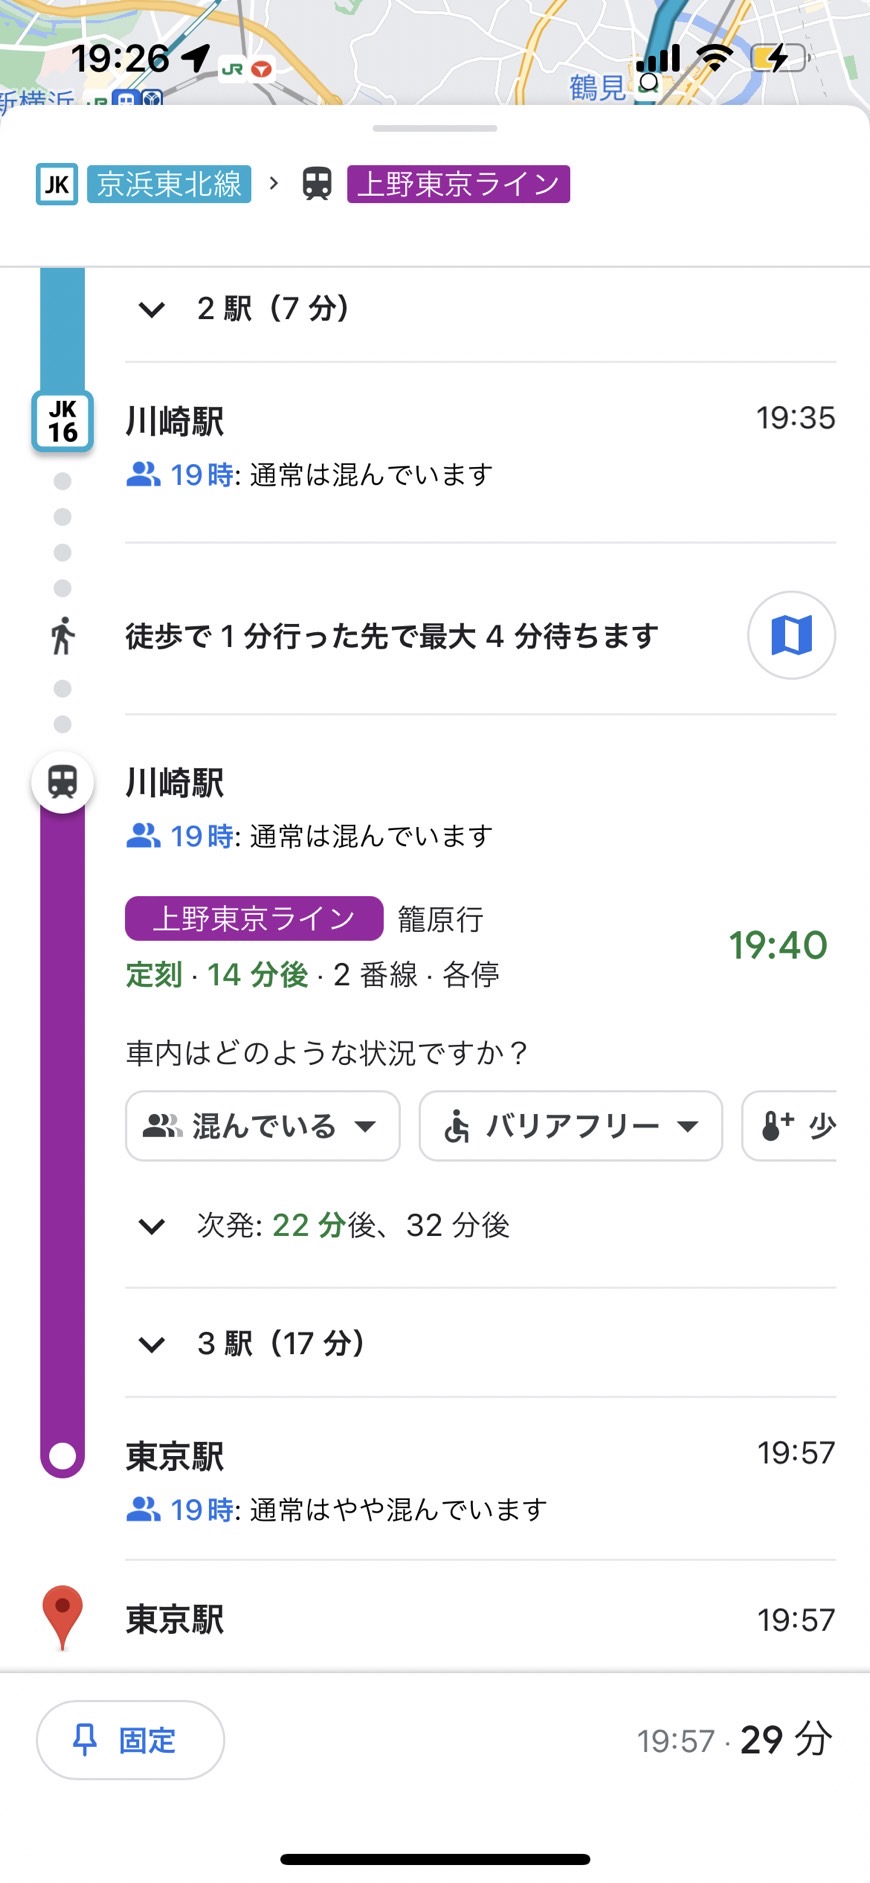 19:26
JR
鶴見
新横浜
JR
JK 京浜東北線 > 上野東京ライン
2 駅（7 分）
JK
16
川崎駅 19:35
19 時: 通常は混んでいます
徒歩で 1 分行った先で最大 4 分待ちます
川崎駅
19 時: 通常は混んでいます
上野東京ライン 籠原行
19:40
定刻 · 14 分後 · 2 番線 · 各停
車内はどのような状況ですか？
混んでいる バリアフリー 少
次発: 22 分後、32 分後
3 駅（17 分）
東京駅 19:57
19 時: 通常はやや混んでいます
東京駅 19:57
固定 19:57 · 29 分